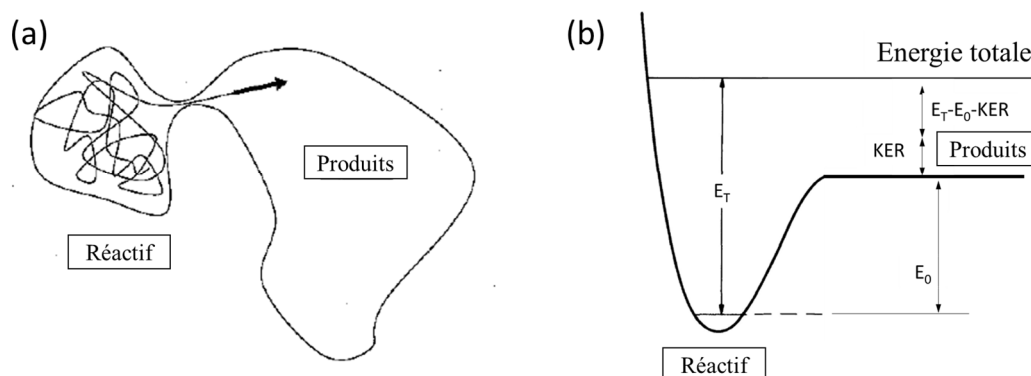 (a)
Produits
Réactif
(b)
Energie totale
E_T-E_0-KER
KER
Produits
E_T
E_0
Réactif